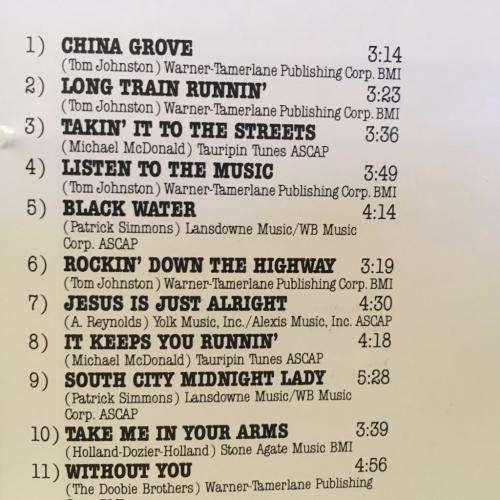 1) CHINA GROVE 3:14
(Tom Johnston) Warner-Tamerlane Publishing Corp. BMI
2) LONG TRAIN RUNNIN' 3:23
(Tom Johnston) Warner-Tamerlane Publishing Corp. BMI
3) TAKIN' IT TO THE STREETS 3:36
(Michael McDonald) Tauripin Tunes ASCAP
4) LISTEN TO THE MUSIC 3:49
(Tom Johnston) Warner-Tamerlane Publishing Corp. BMI
5) BLACK WATER 4:14
(Patrick Simmons) Lansdowne Music/WB Music
Corp. ASCAP
6) ROCKIN' DOWN THE HIGHWAY 3:19
(Tom Johnston) Warner-Tamerlane Publishing Corp. BMI
7) JESUS IS JUST ALRIGHT 4:30
(A. Reynolds) Yolk Music, Inc./Alexis Music, Inc. ASCAP
8) IT KEEPS YOU RUNNIN' 4:18
(Michael McDonald) Tauripin Tunes ASCAP
9) SOUTH CITY MIDNIGHT LADY 5:28
(Patrick Simmons) Lansdowne Music/WB Music
Corp. ASCAP
10) TAKE ME IN YOUR ARMS 3:39
(Holland-Dozier-Holland) Stone Agate Music BMI
11) WITHOUT YOU 4:56
(The Doobie Brothers) Warner-Tamerlane Publishing